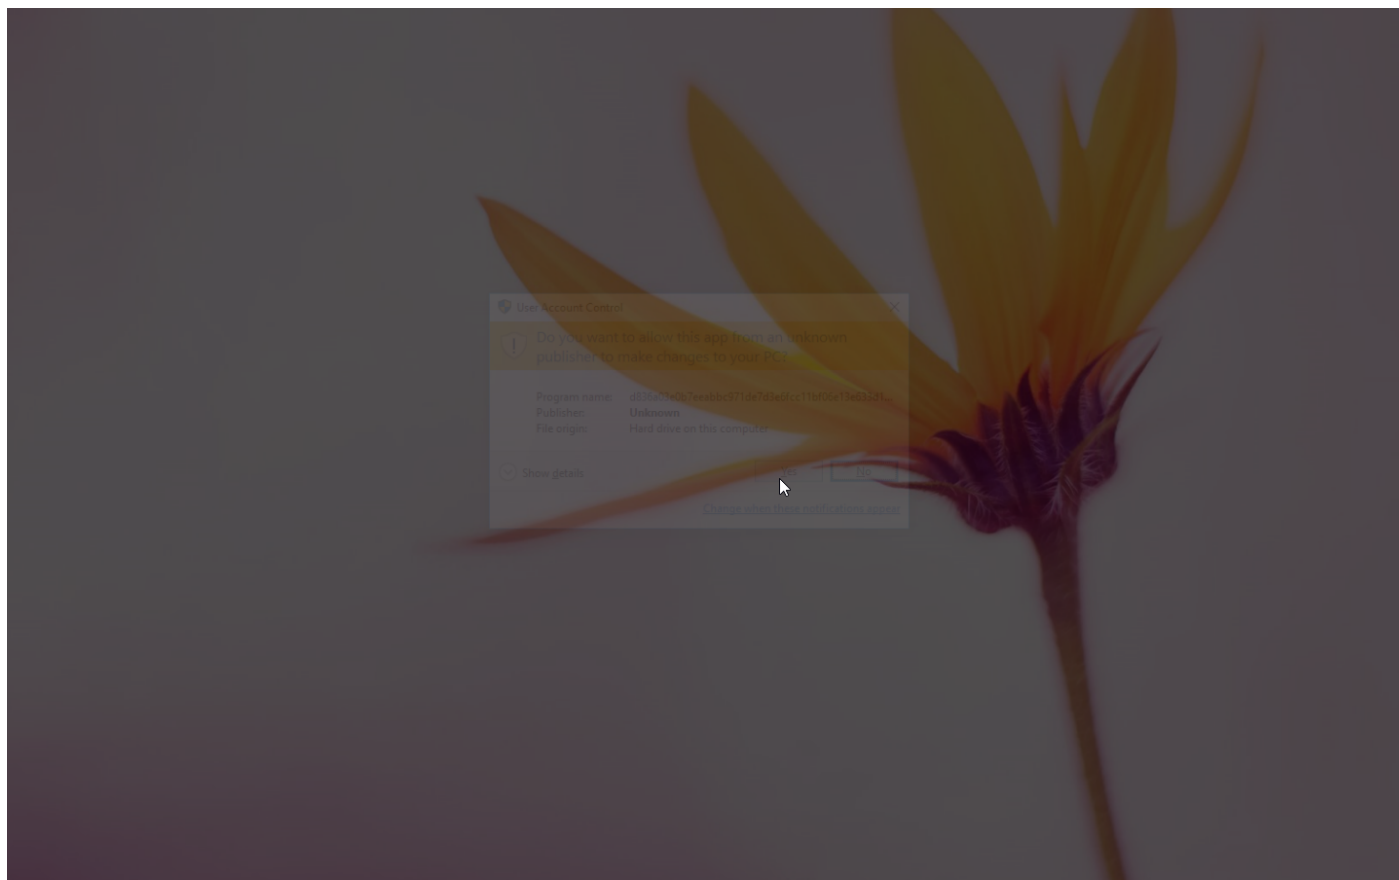 User Account Control
Do you want to allow this app from an unknown
publisher to make changes to your PC?
Program name:
Publisher: Unknown
File origin: Hard drive on this computer
Show details
Yes No
Change when these notifications appear